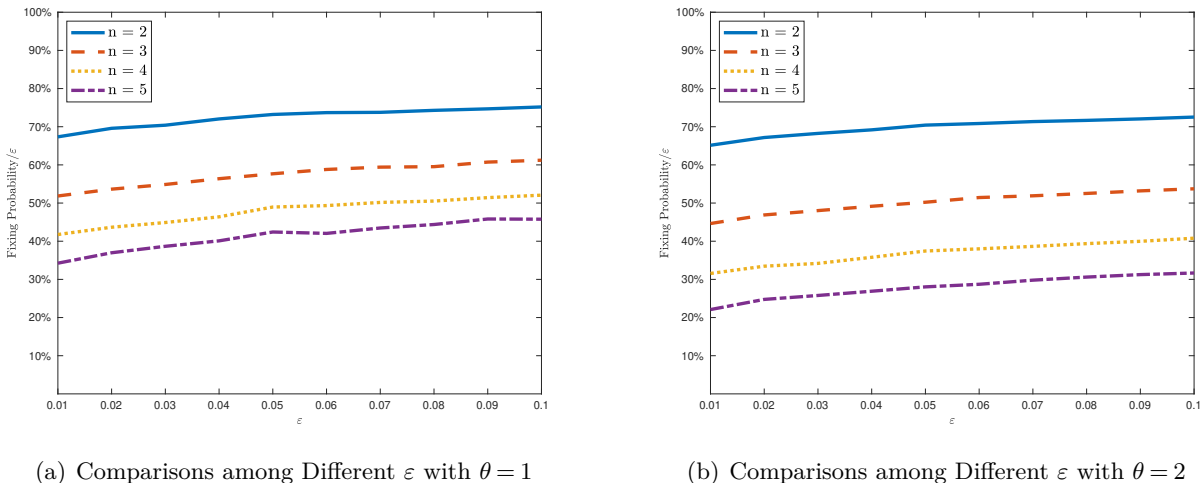 100%
90%
80%
70%
60%
50%
40%
30%
20%
10%
Fixing Probability/ε
n = 2
n = 3
n = 4
n = 5
0.01 0.02 0.03 0.04 0.05 0.06 0.07 0.08 0.09 0.1
ε
(a) Comparisons among Different ε with θ = 1
100%
90%
80%
70%
60%
50%
40%
30%
20%
10%
Fixing Probability/ε
n = 2
n = 3
n = 4
n = 5
0.01 0.02 0.03 0.04 0.05 0.06 0.07 0.08 0.09 0.1
ε
(b) Comparisons among Different ε with θ = 2